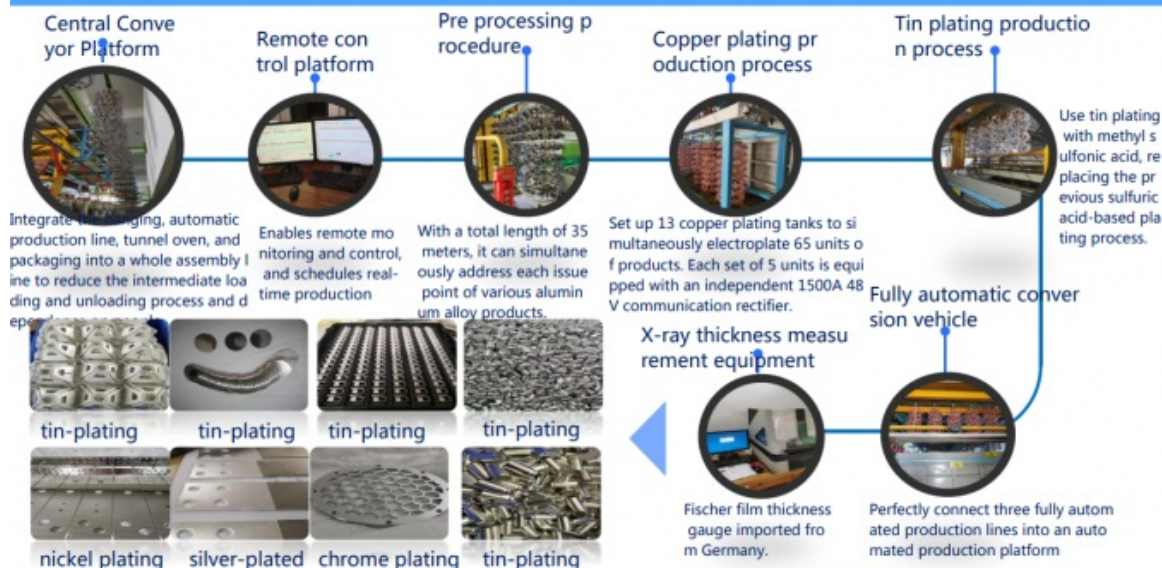 Central Conve
yor Platform
Integrate the hanging, automatic
production line, tunnel oven, and
packaging into a whole assembly l
ine to reduce the intermediate loa
ding and unloading process and d
Remote con
trol platform
Enables remote mo
nitoring and control,
and schedules real-
time production
Pre processing p
rocedure
With a total length of 35
meters, it can simultane
ously address each issue
point of various alumin
um alloy products.
Copper plating pr
oduction process
Set up 13 copper plating tanks to si
multaneously electroplate 65 units o
f products. Each set of 5 units is equi
pped with an independent 1500A 48
V communication rectifier.
Tin plating productio
n process
Use tin plating
with methyl s
ulfonic acid, re
placing the pr
evious sulfuric
acid-based pla
ting process.
Fully automatic conver
sion vehicle
Perfectly connect three fully autom
ated production lines into an auto
mated production platform
X-ray thickness measu
rement equipment
Fischer film thickness
gauge imported fro
m Germany.
tin-plating
tin-plating
tin-plating
tin-plating
nickel plating
silver-plated
chrome plating
tin-plating